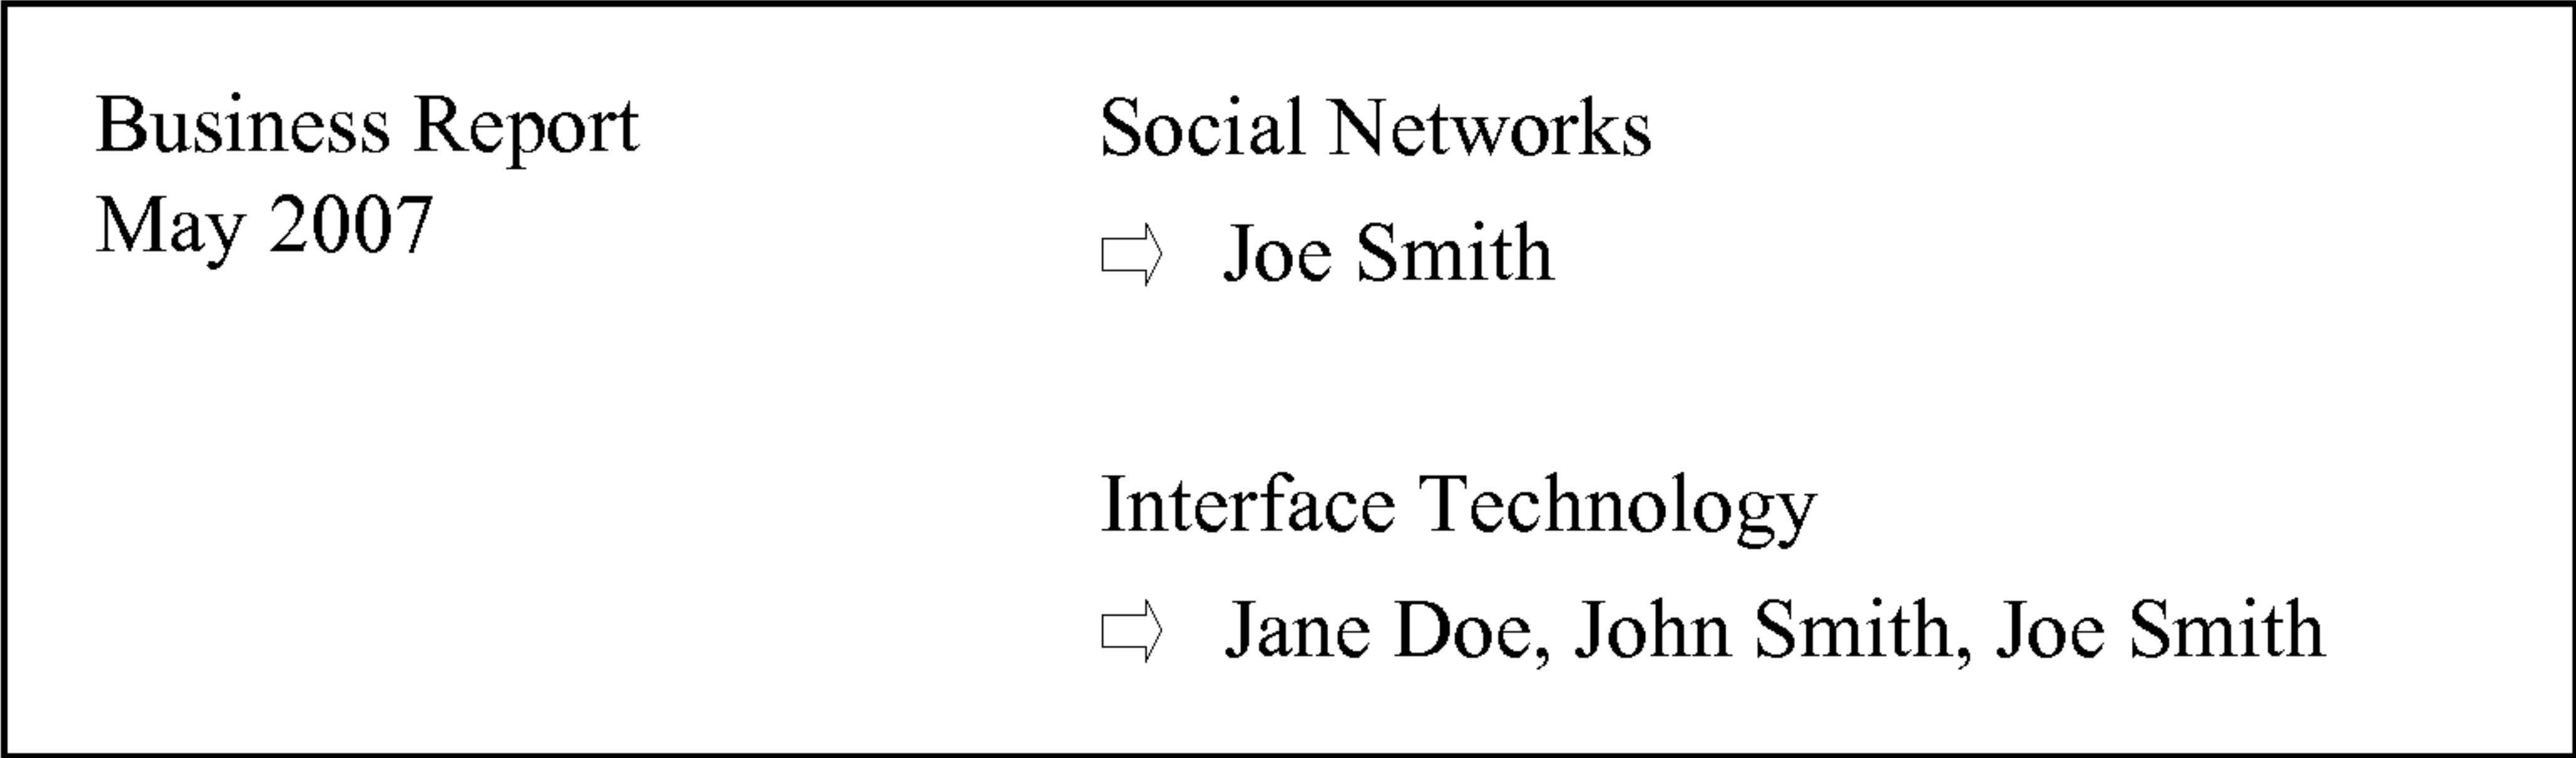 Business Report
May 2007
Social Networks
Joe Smith
Interface Technology
Jane Doe, John Smith, Joe Smith